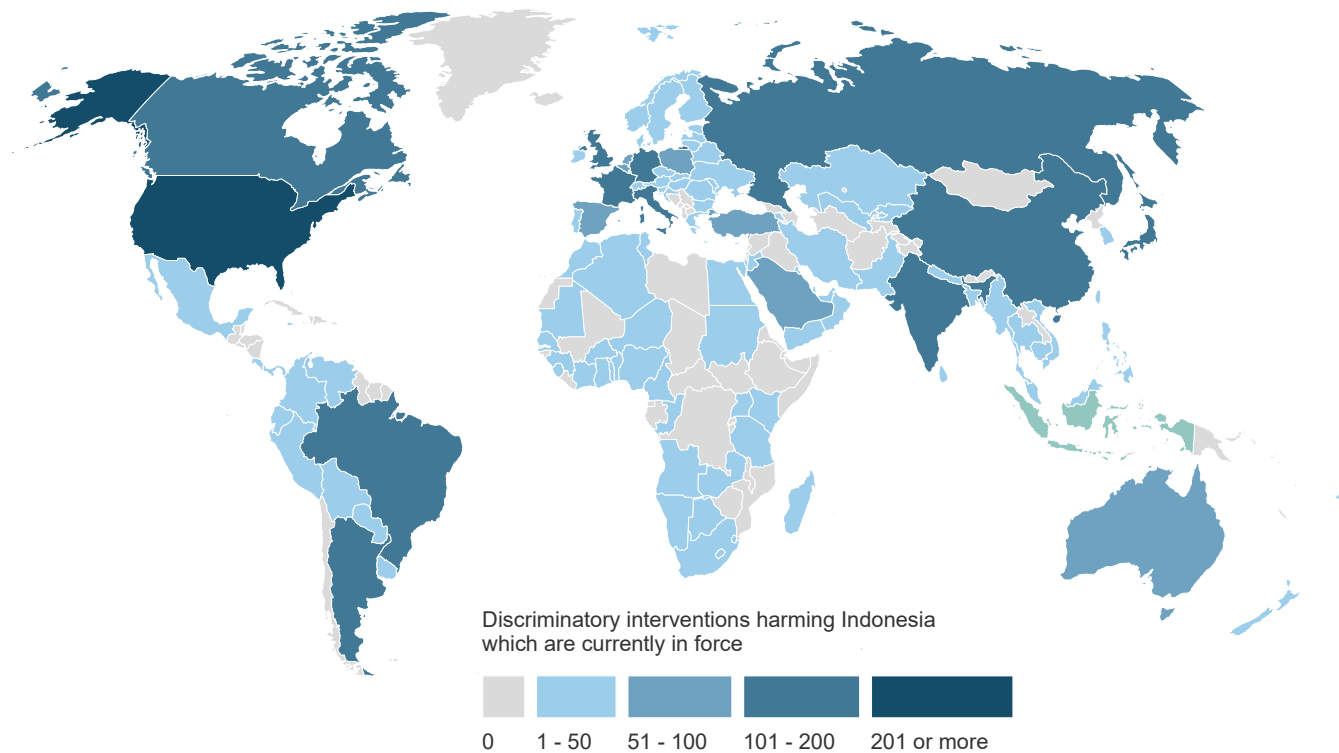 Discriminatory interventions harming Indonesia
which are currently in force
0 1 - 50 51 - 100 101 - 200 201 or more